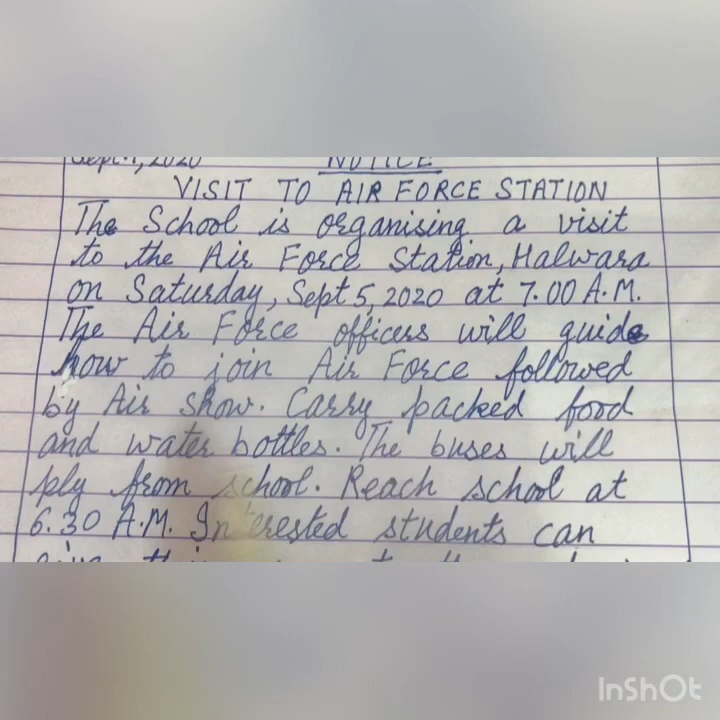 Sept. 1, 2020 NOTICE
VISIT TO AIR FORCE STATION
The School is organising a visit
to the Air Force Station, Halwara
on Saturday, Sept 5, 2020 at 7.00 A.M.
The Air Force officers will guide
how to join Air Force followed
by Air show. Carry packed food
and water bottles. The buses will
ply from school. Reach school at
6.30 A.M. Interested students can
InShOt